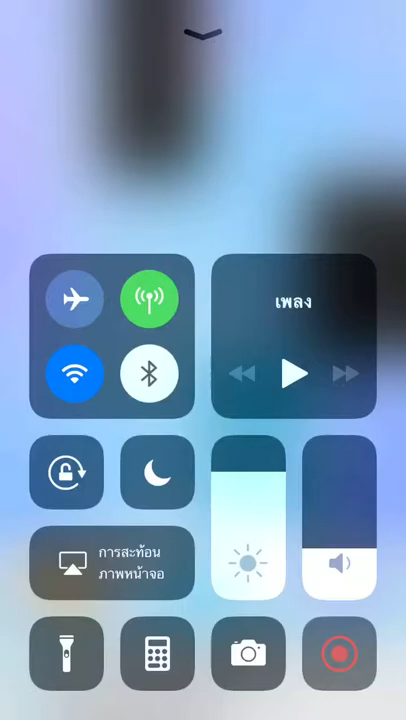 เพลง
การสะท้อน
ภาพหน้าจอ